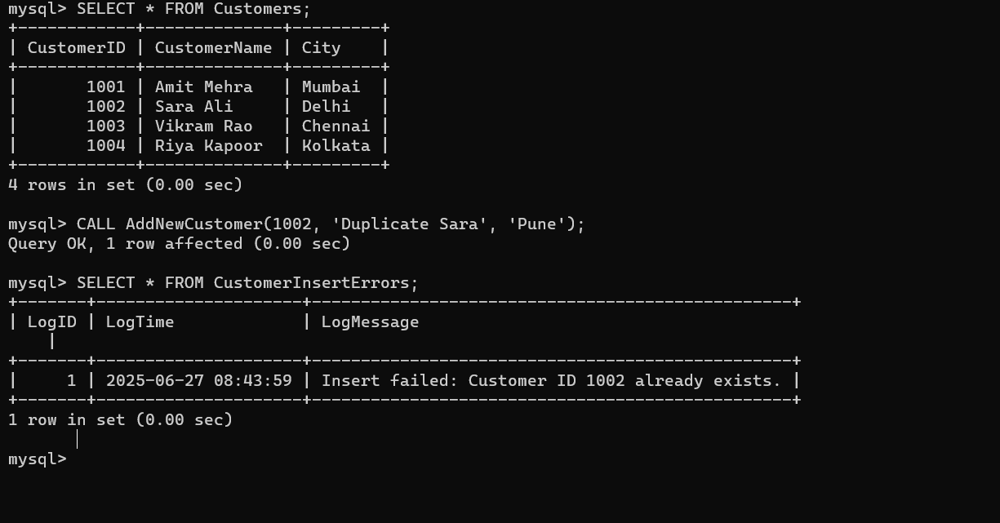 mysql> SELECT * FROM Customers;
+------------+--------------+---------+
| CustomerID | CustomerName | City    |
+------------+--------------+---------+
|       1001 | Amit Mehra   | Mumbai  |
|       1002 | Sara Ali     | Delhi   |
|       1003 | Vikram Rao   | Chennai |
|       1004 | Riya Kapoor  | Kolkata |
+------------+--------------+---------+
4 rows in set (0.00 sec)

mysql> CALL AddNewCustomer(1002, 'Duplicate Sara', 'Pune');
Query OK, 1 row affected (0.00 sec)

mysql> SELECT * FROM CustomerInsertErrors;
+-------+---------------------+-------------------------------------------------+
| LogID | LogTime             | LogMessage
    |
+-------+---------------------+-------------------------------------------------+
|     1 | 2025-06-27 08:43:59 | Insert failed: Customer ID 1002 already exists. |
+-------+---------------------+-------------------------------------------------+
1 row in set (0.00 sec)

mysql>